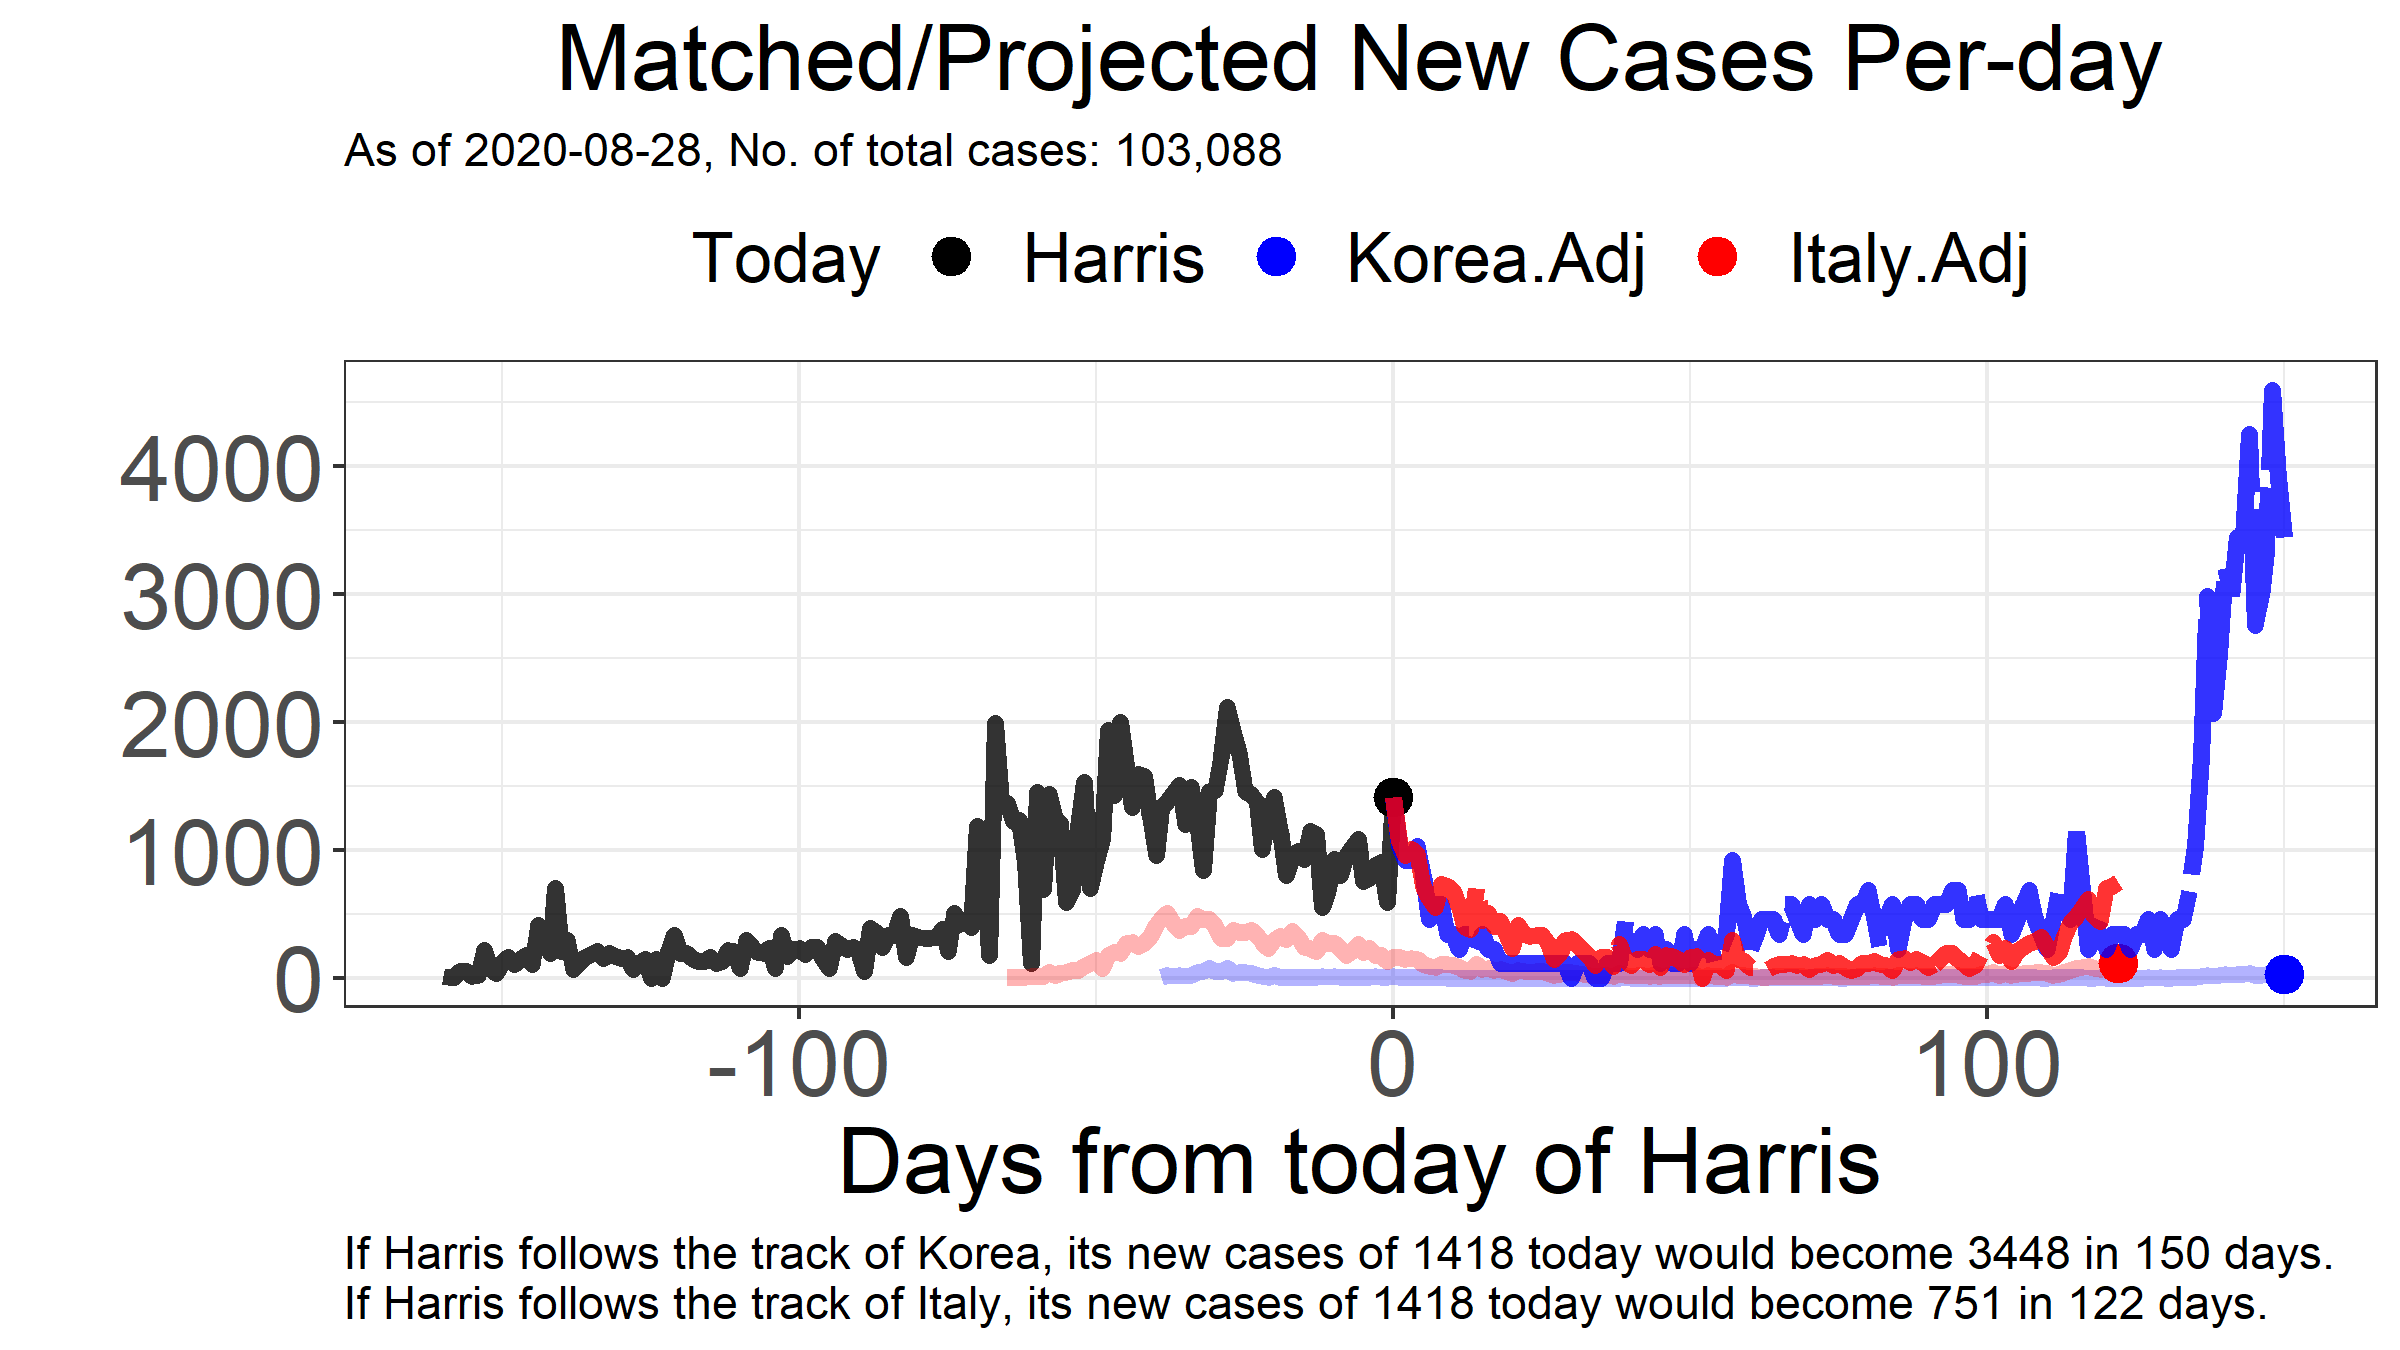 Matched/Projected New Cases Per-day
As of 2020-08-28, No. of total cases: 103,088
Today Harris Korea.Adj Italy.Adj
4000
3000
2000
1000
0
-100 0 100
Days from today of Harris
If Harris follows the track of Korea, its new cases of 1418 today would become 3448 in 150 days.
If Harris follows the track of Italy, its new cases of 1418 today would become 751 in 122 days.